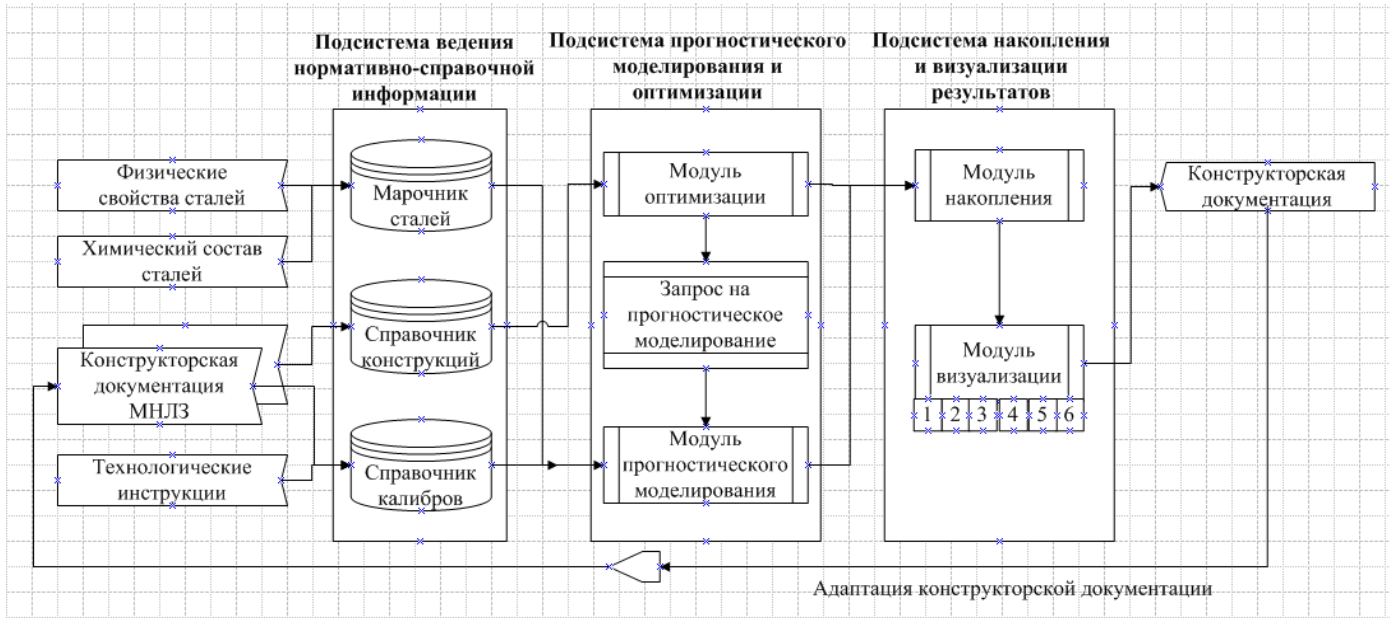 Подсистема ведения
нормативно-справочной
информации
Подсистема прогностического
моделирования и
оптимизации
Подсистема накопления
и визуализации
результатов
Физические
свойства сталей
Химический состав
сталей
Конструкторская
документация
МНЛЗ
Технологические
инструкции
Марочник
сталей
Справочник
конструкций
Справочник
калибров
Модуль
оптимизации
Запрос на
прогностическое
моделирование
Модуль
прогностического
моделирования
Модуль
накопления
Модуль
визуализации
1 2 3 4 5 6
Конструкторская
документация
Адаптация конструкторской документации